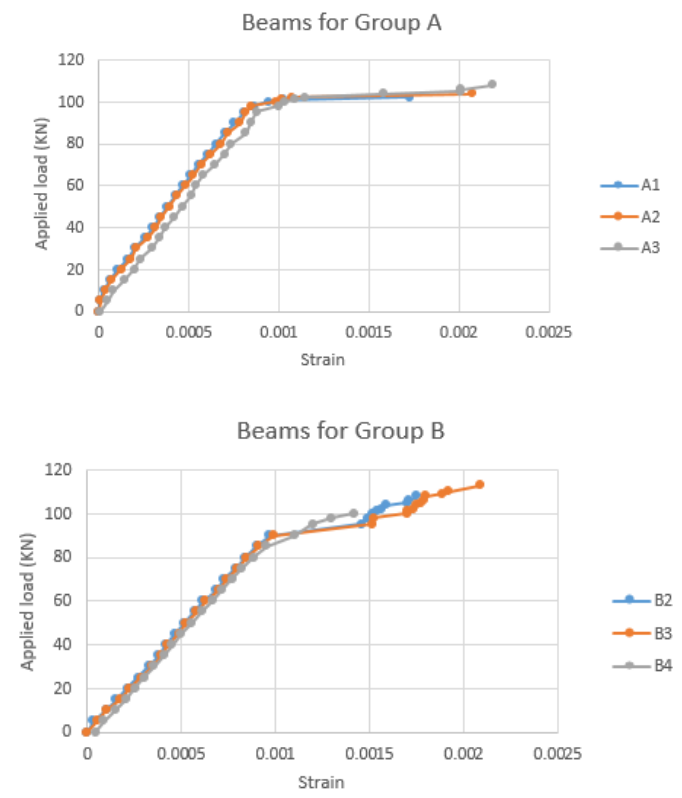 Beams for Group A
120
100
80
60
40
20
0
Applied load (KN)
0 0.0005 0.001 0.0015 0.002 0.0025
Strain
A1
A2
A3
Beams for Group B
120
100
80
60
40
20
0
Applied load (KN)
0 0.0005 0.001 0.0015 0.002 0.0025
Strain
B2
B3
B4